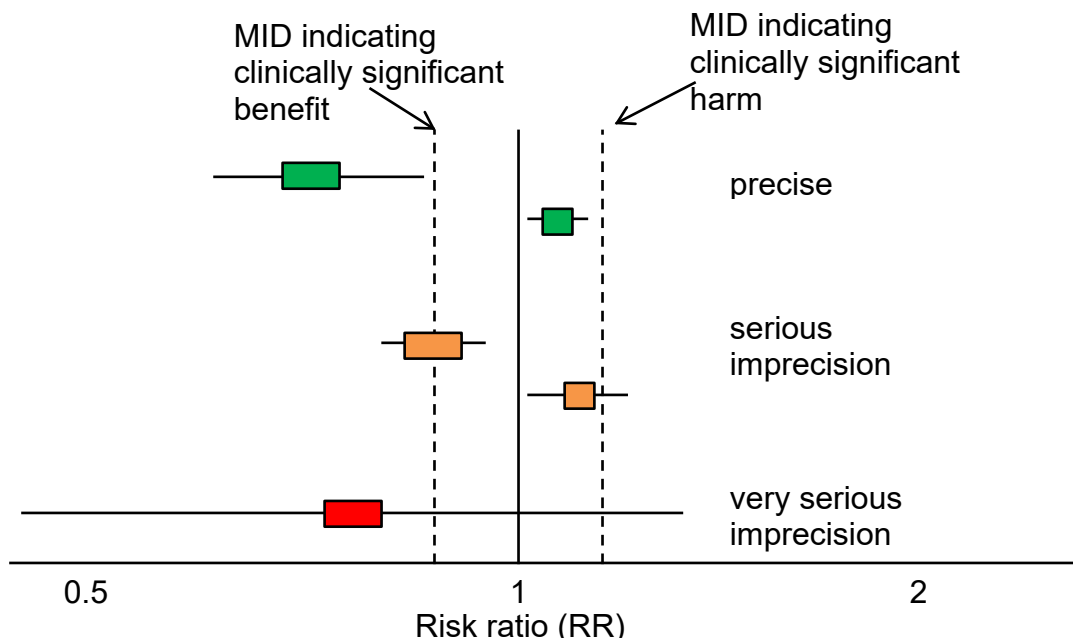 MID indicating
clinically significant
benefit
MID indicating
clinically significant
harm
precise
serious
imprecision
very serious
imprecision
0.5
1
2
Risk ratio (RR)